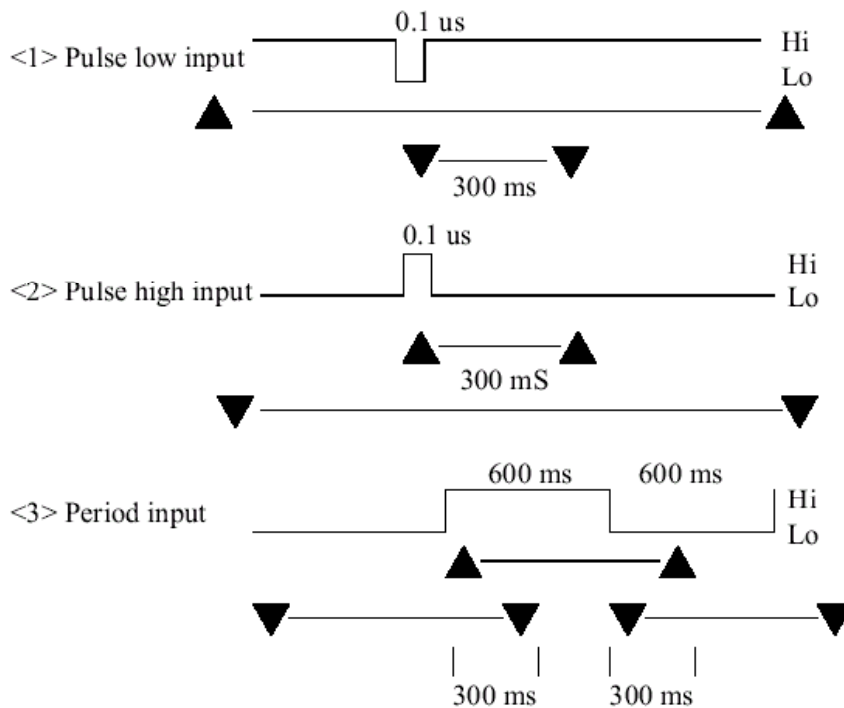 0.1 us
<1> Pulse low input
Hi
Lo
300 ms
0.1 us
<2> Pulse high input
Hi
Lo
300 mS
600 ms 600 ms
<3> Period input
Hi
Lo
300 ms 300 ms